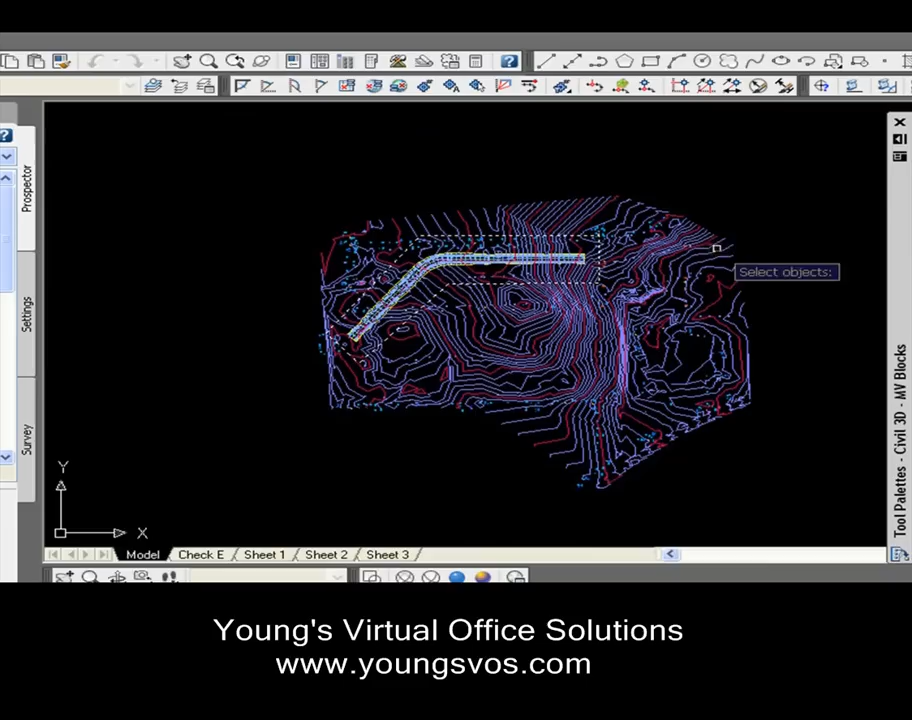 Prospector
Settings
Survey
Select objects:
Tool Palettes - Civil 3D - MV Blocks
Y
X
Model
Check E
Sheet 1
Sheet 2
Sheet 3
Young's Virtual Office Solutions
www.youngsvos.com